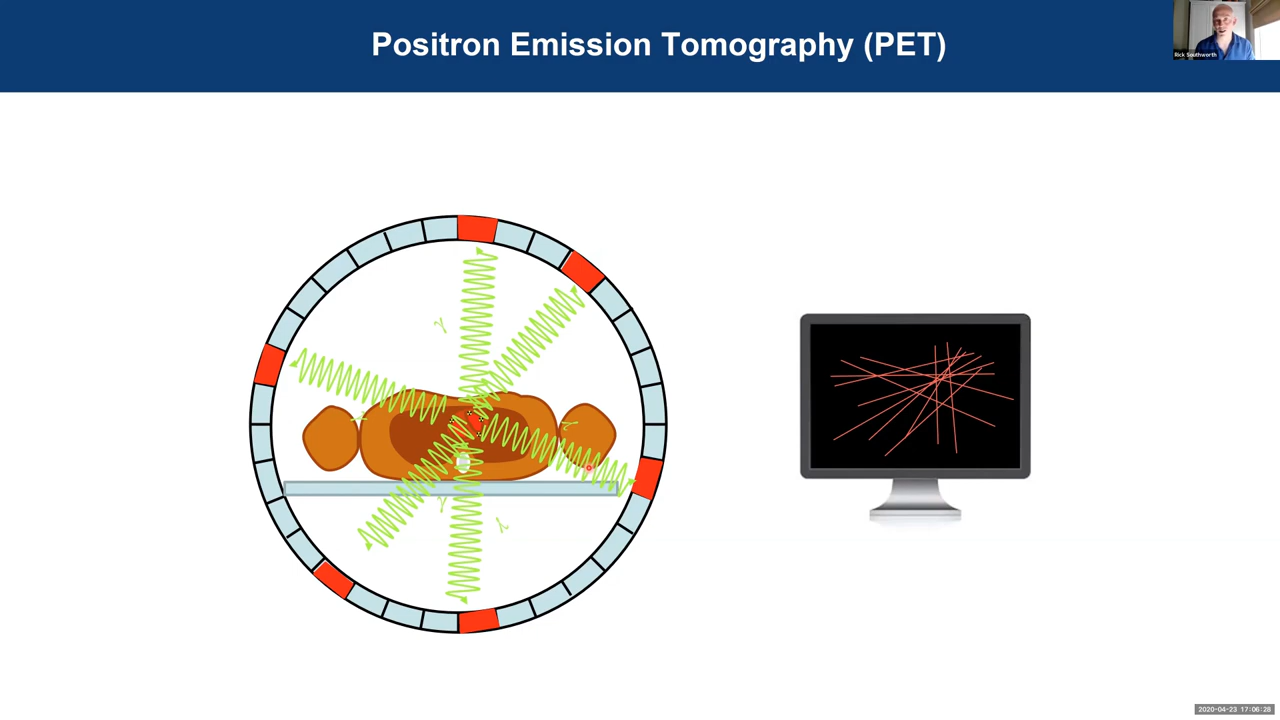 Positron Emission Tomography (PET)
Rick Southworth
γ
γ
γ
γ
γ
2020-04-23 17:06:28